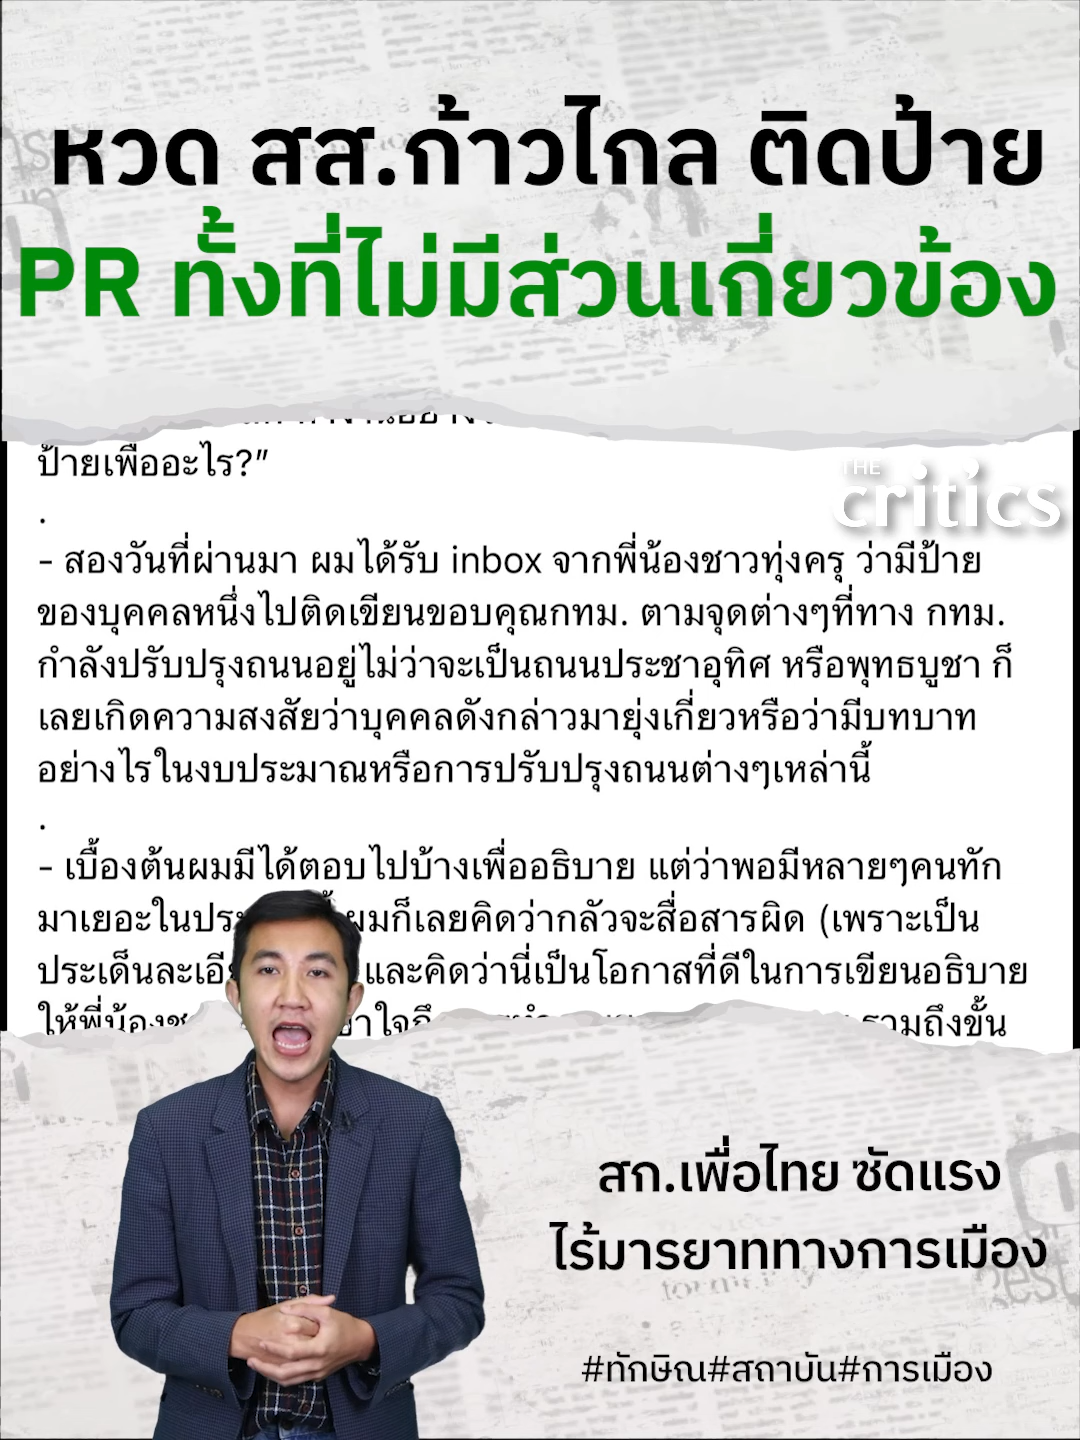 หวด สส.ก้าวไกล ติดป้าย
PR ทั้งที่ไม่มีส่วนเกี่ยวข้อง
ป้ายเพื่ออะไร?"
THE
critics
.
- สองวันที่ผ่านมา ผมได้รับ inbox จากพี่น้องชาวทุ่งครุ ว่ามีป้าย
ของบุคคลหนึ่งไปติดเขียนขอบคุณกทม. ตามจุดต่างๆที่ทาง กทม.
กำลังปรับปรุงถนนอยู่ไม่ว่าจะเป็นถนนประชาอุทิศ หรือพุทธบูชา ก็
เลยเกิดความสงสัยว่าบุคคลดังกล่าวมายุ่งเกี่ยวหรือว่ามีบทบาท
อย่างไรในงบประมาณหรือการปรับปรุงถนนต่างๆเหล่านี้
.
- เบื้องต้นผมมีได้ตอบไปบ้างเพื่ออธิบาย แต่ว่าพอมีหลายๆคนทัก
มาเยอะในประ ผมก็เลยคิดว่ากลัวจะสื่อสารผิด (เพราะเป็น
ประเด็นละเอี และคิดว่านี่เป็นโอกาสที่ดีในการเขียนอธิบาย
ให้พี่น้อง รวมถึงขั้น
สก.เพื่อไทย ซัดแรง
ไร้มารยาททางการเมือง
#ทักษิณ#สถาบัน#การเมือง